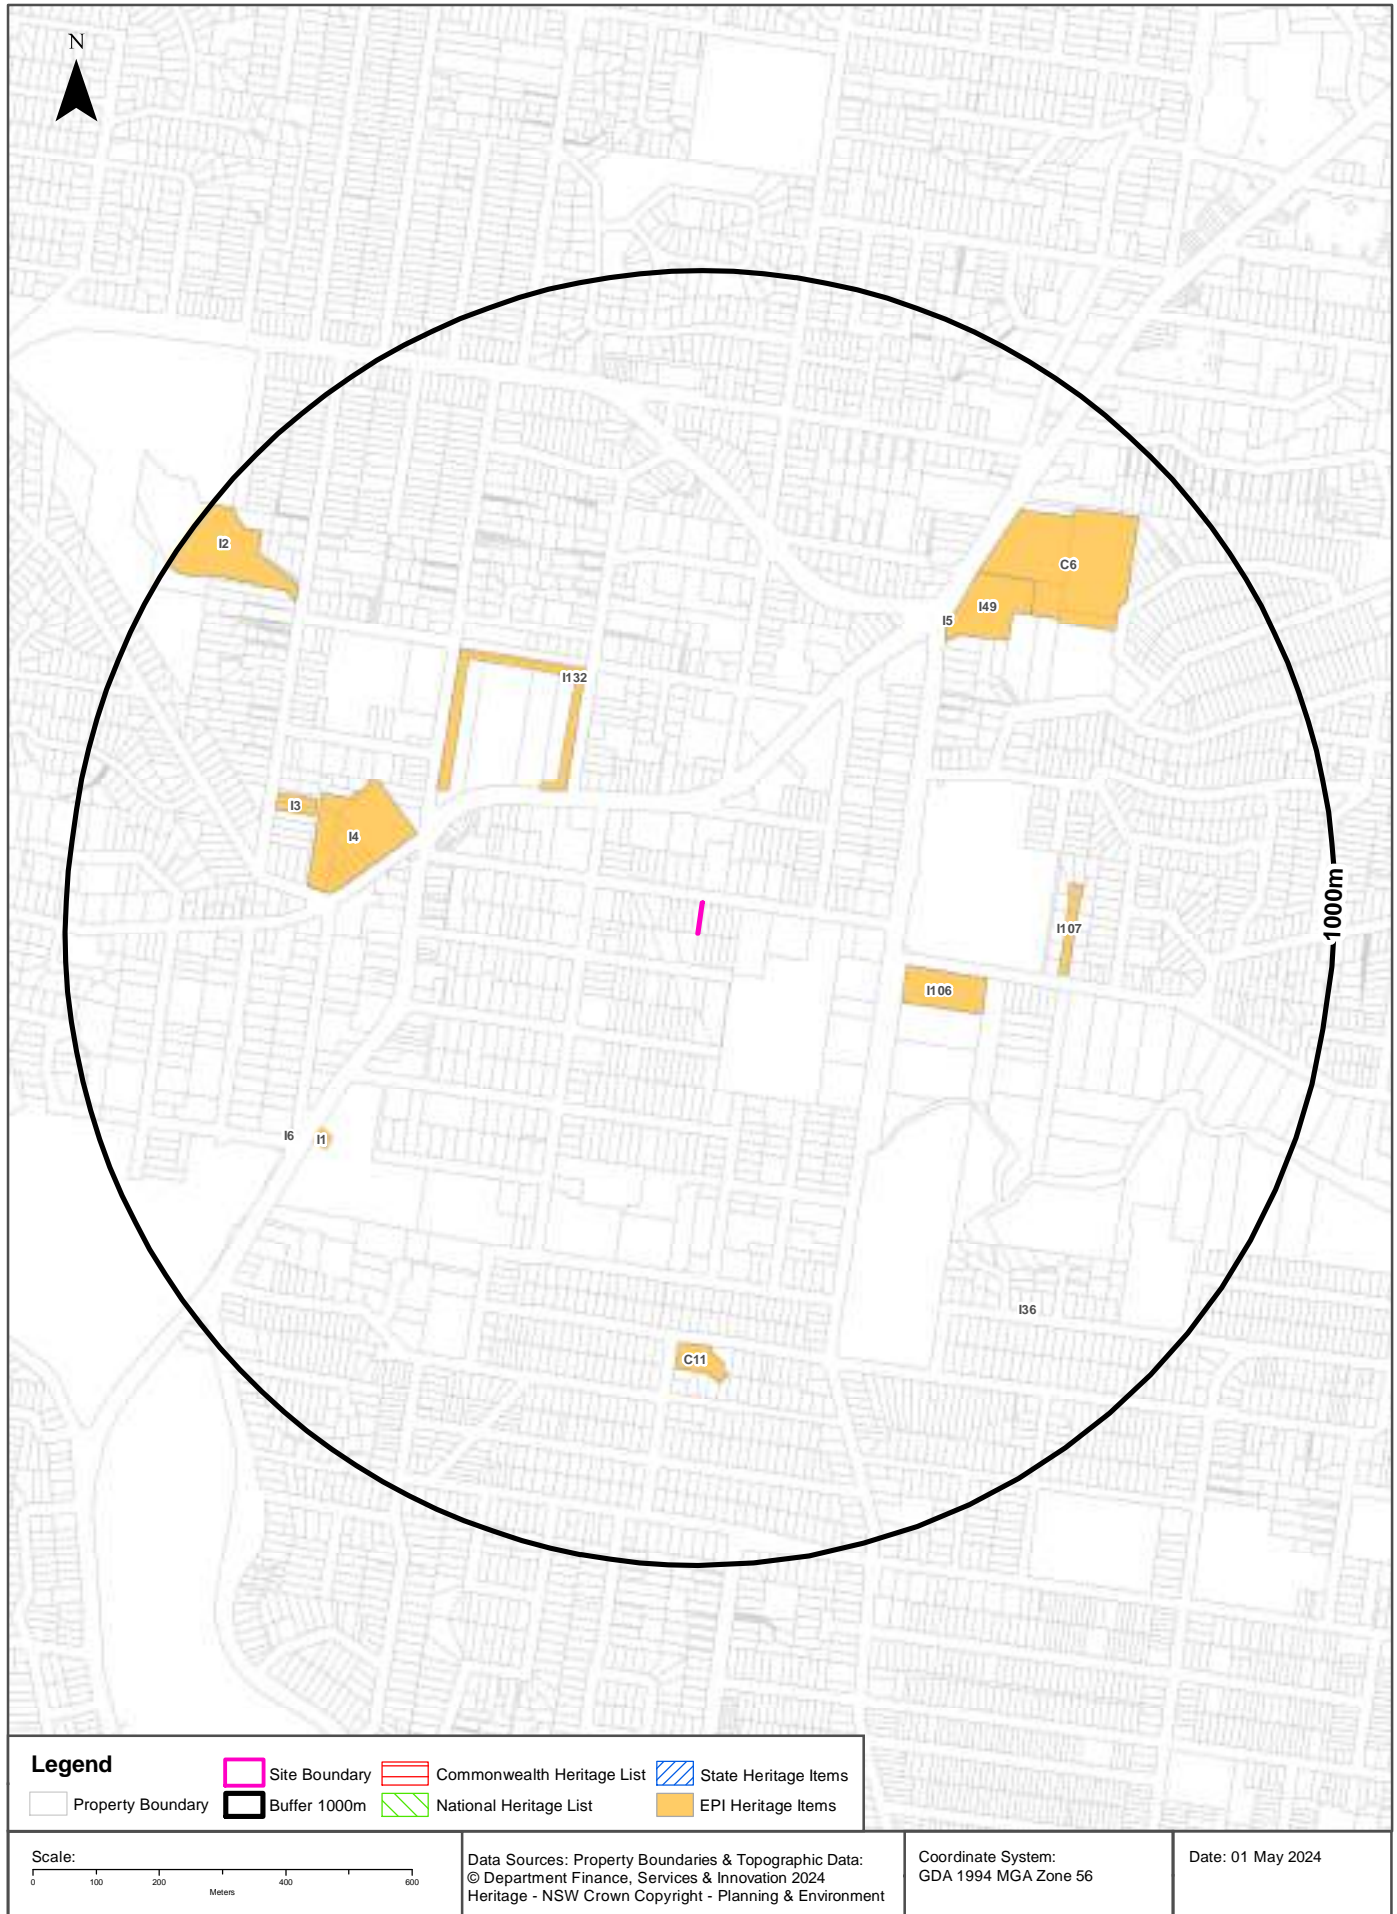 N
I2
C6
I49
I5
I132
I3
I4
1000m
I107
I106
I6
I1
I36
C11
Legend
Site Boundary
Commonwealth Heritage List
State Heritage Items
Property Boundary
Buffer 1000m
National Heritage List
EPI Heritage Items
Scale:
0 100 200 400 600
Meters
Data Sources: Property Boundaries & Topographic Data:
© Department Finance, Services & Innovation 2024
Heritage - NSW Crown Copyright - Planning & Environment
Coordinate System:
GDA 1994 MGA Zone 56
Date: 01 May 2024